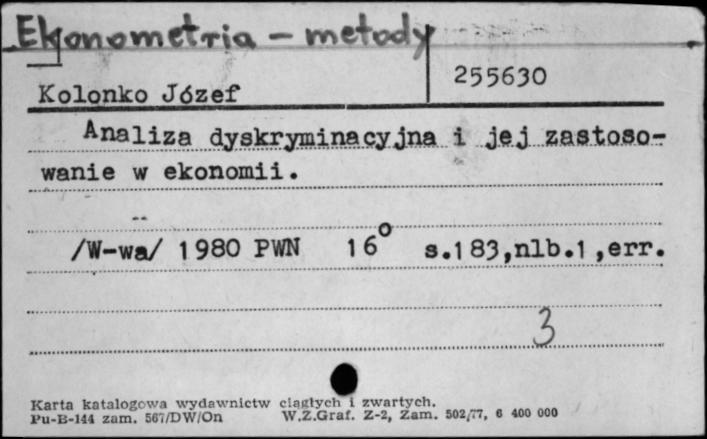 Ekonometria – metody
255630
Kolonko Józef
Analiza dyskryminacyjna i jej zastoso-
wanie w ekonomii.
/W-wa/ 1980 PWN 16° s.183,nlb.1,err.
3
Karta katalogowa wydawnictw ciągłych i zwartych.
Pu-B-144 zam. 567/DW/On W.Z.Graf. Z-2, Zam. 502/77, 6 400 000